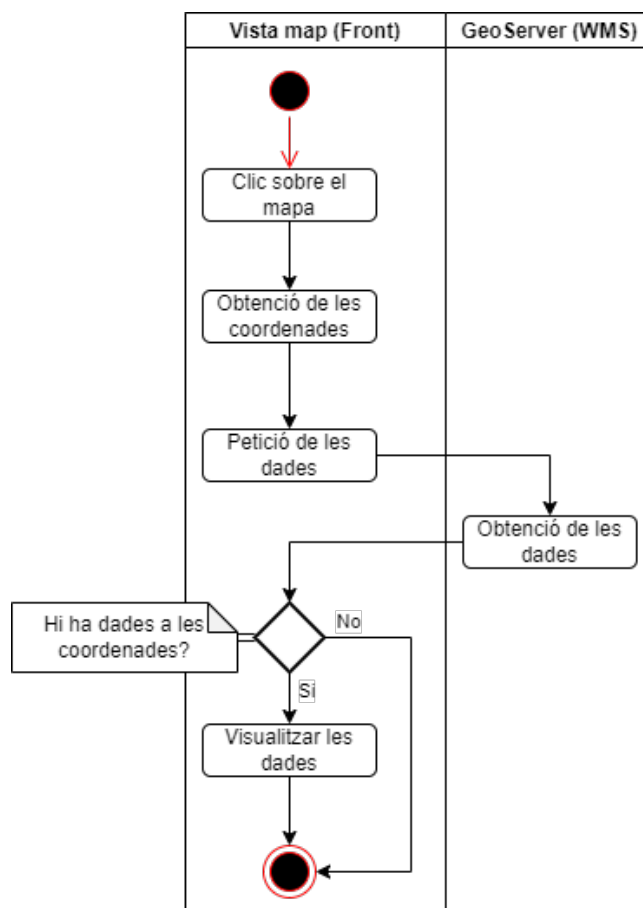 Vista map (Front)
GeoServer (WMS)
Clic sobre el
mapa
Obtenció de les
coordenades
Petició de les
dades
Obtenció de les
dades
Hi ha dades a les
coordenades?
No
Si
Visualitzar les
dades